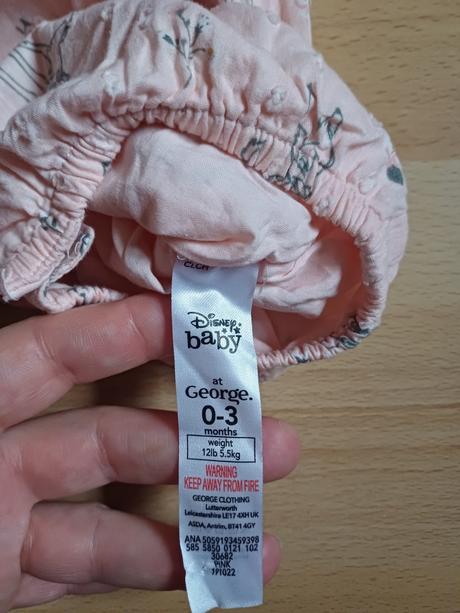 Disney
baby
at
George.
0-3
months
weight
12lb 5.5kg
WARNING
KEEP AWAY FROM FIRE
GEORGE CLOTHING
Lutterworth
Leicestershire LE17 4XH UK
ASDA, Antrim, BT41 4GY
ANA 5059193459398
585 5850 0121 102
30682
PINK
191022